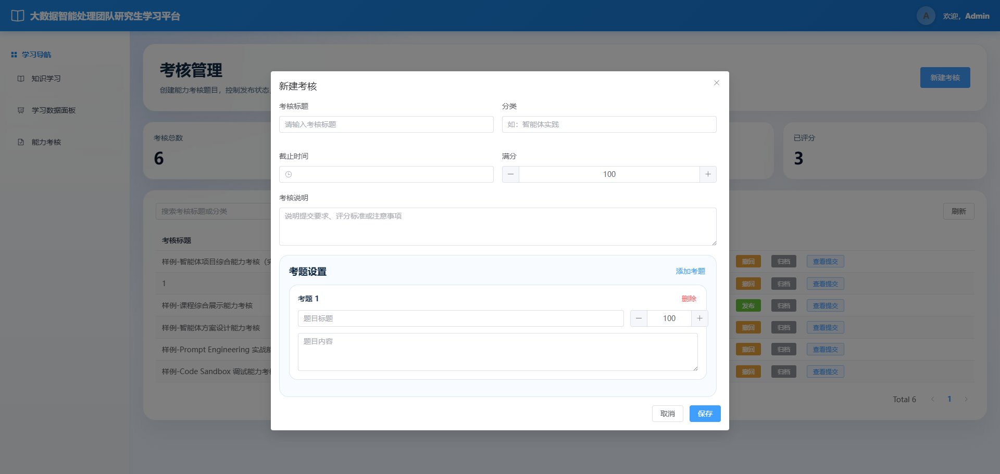 大数据智能处理团队研究生学习平台
A 欢迎，Admin
学习导航
知识学习
学习数据面板
能力考核
考核管理
创建能力考核题目，控制发布状态，
新建考核
考核总数
6
已评分
3
搜索考核标题或分类
刷新
考核标题
样例-智能体项目综合能力考核（完
撤回 归档 查看提交
1
撤回 归档 查看提交
样例-课程综合展示能力考核
发布 归档 查看提交
样例-智能体方案设计能力考核
撤回 归档 查看提交
样例-Prompt Engineering 实战能
撤回 归档 查看提交
样例-Code Sandbox 调试能力考核
撤回 归档 查看提交
Total 6 1
新建考核
考核标题
请输入考核标题
分类
如：智能体实践
截止时间
满分
100
考核说明
说明提交要求、评分标准或注意事项
考题设置
添加考题
考题 1
删除
题目标题
100
题目内容
取消
保存